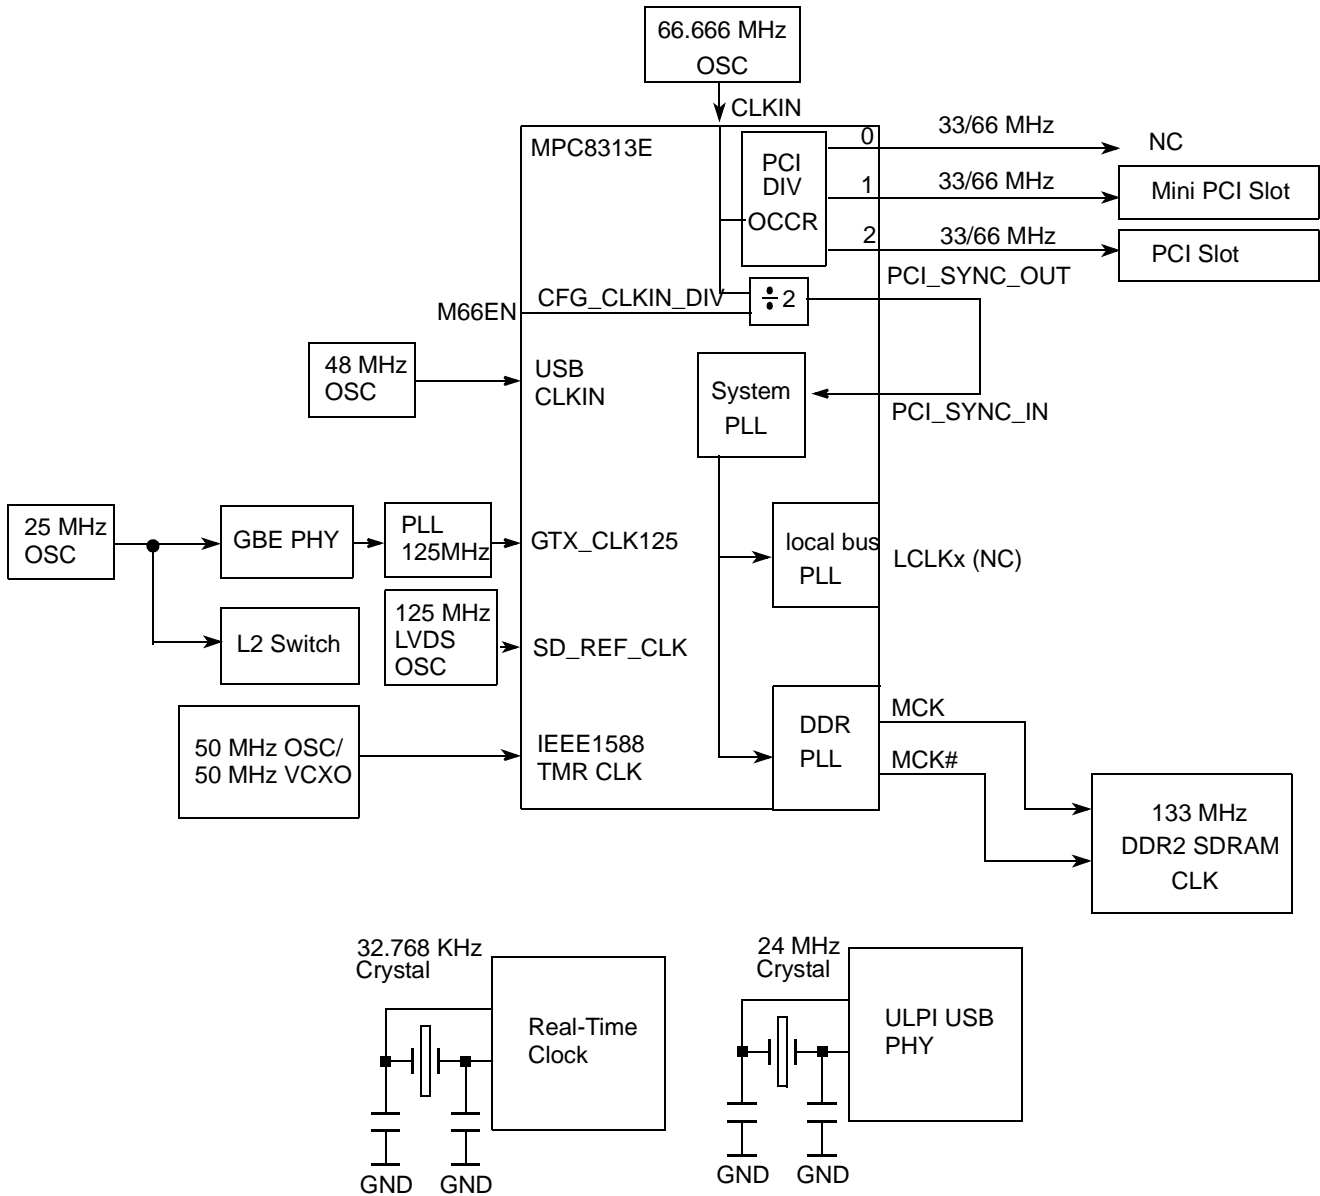 66.666 MHz
OSC
CLKIN
MPC8313E
PCI
DIV
OCCR
0
33/66 MHz
NC
1
33/66 MHz
Mini PCI Slot
2
33/66 MHz
PCI Slot
PCI_SYNC_OUT
M66EN
CFG_CLKIN_DIV
÷2
48 MHz
OSC
USB
CLKIN
System
PLL
PCI_SYNC_IN
25 MHz
OSC
GBE PHY
PLL
125MHz
GTX_CLK125
local bus
PLL
LCLKx (NC)
L2 Switch
125 MHz
LVDS
OSC
SD_REF_CLK
50 MHz OSC/
50 MHz VCXO
IEEE1588
TMR CLK
DDR
PLL
MCK
MCK#
133 MHz
DDR2 SDRAM
CLK
32.768 KHz
Crystal
Real-Time
Clock
GND
GND
24 MHz
Crystal
ULPI USB
PHY
GND
GND